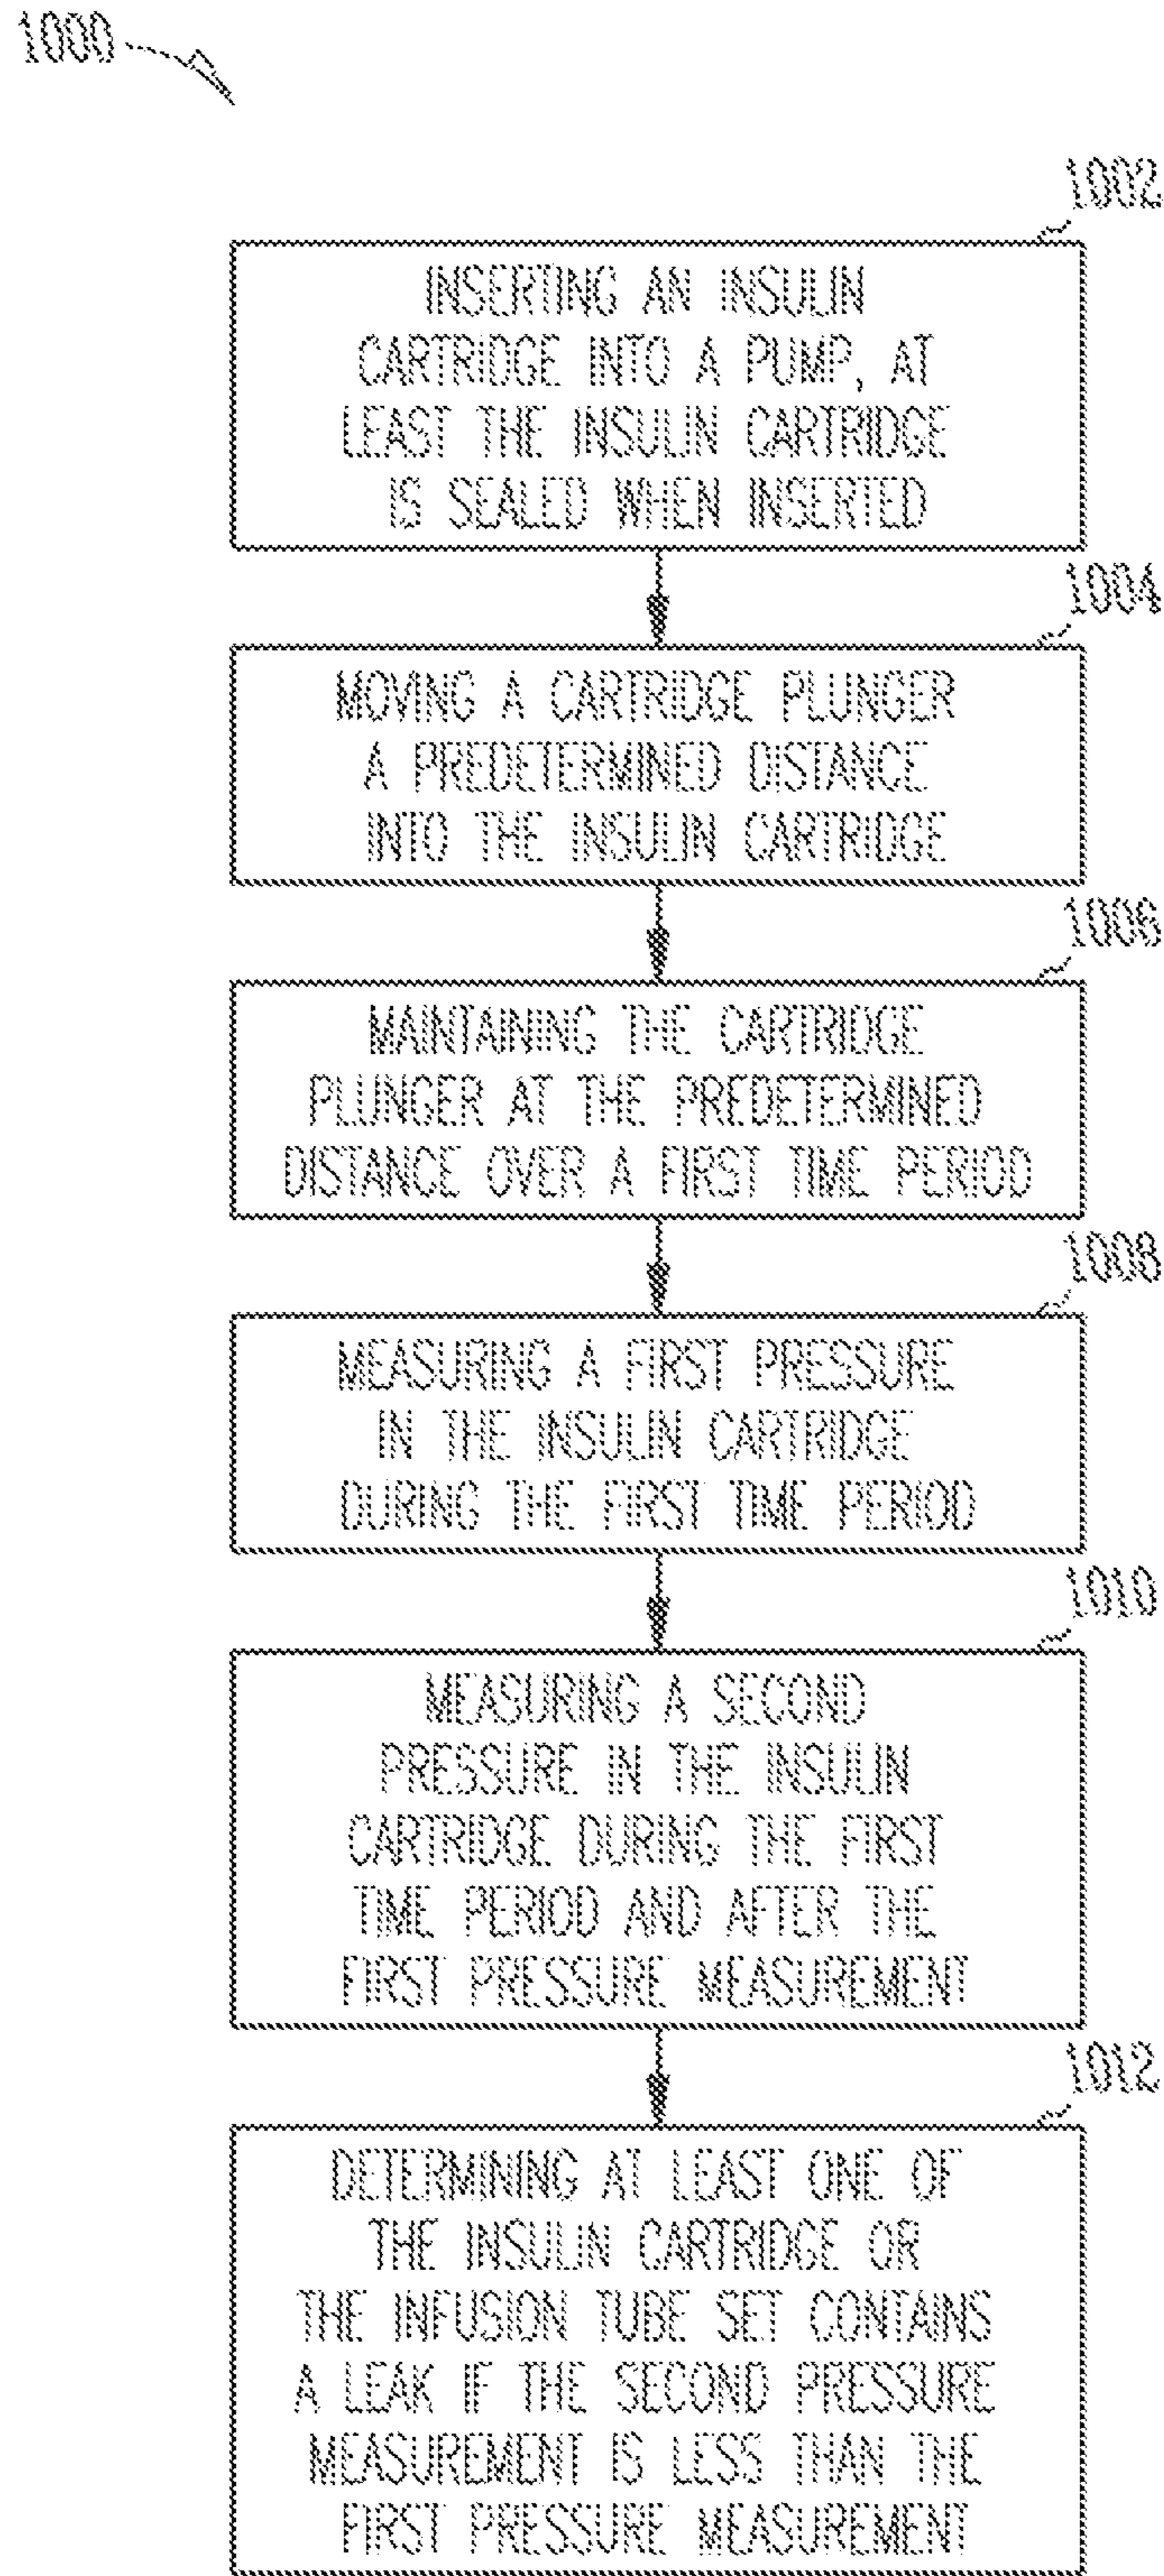 1000
1002
INSERTING AN INSULIN
CARTRIDGE INTO A PUMP, AT
LEAST THE INSULIN CARTRIDGE
IS SEALED WHEN INSERTED
1004
MOVING A CARTRIDGE PLUNGER
A PREDETERMINED DISTANCE
INTO THE INSULIN CARTRIDGE
1006
MAINTAINING THE CARTRIDGE
PLUNGER AT THE PREDETERMINED
DISTANCE OVER A FIRST TIME PERIOD
1008
MEASURING A FIRST PRESSURE
IN THE INSULIN CARTRIDGE
DURING THE FIRST TIME PERIOD
1010
MEASURING A SECOND
PRESSURE IN THE INSULIN
CARTRIDGE DURING THE FIRST
TIME PERIOD AND AFTER THE
FIRST PRESSURE MEASUREMENT
1012
DETERMINING AT LEAST ONE OF
THE INSULIN CARTRIDGE OR
THE INFUSION TUBE SET CONTAINS
A LEAK IF THE SECOND PRESSURE
MEASUREMENT IS LESS THAN THE
FIRST PRESSURE MEASUREMENT